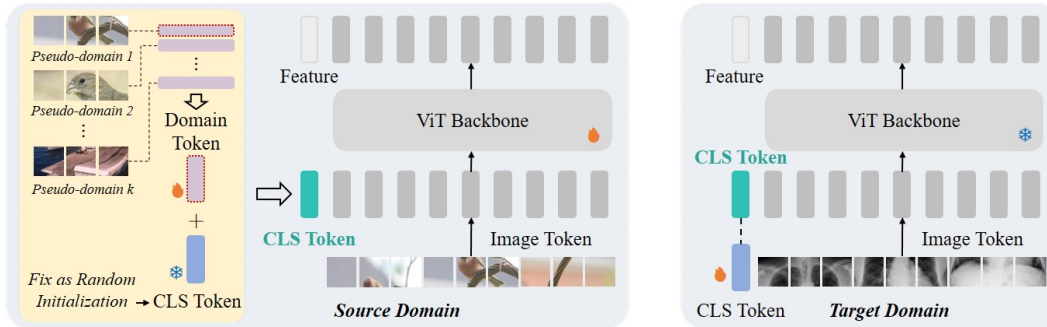 Pseudo-domain 1
Pseudo-domain 2
Pseudo-domain k
Domain
Token
+
Fix as Random
Initialization
CLS Token
Feature
ViT Backbone
CLS Token
Image Token
Source Domain
Feature
ViT Backbone
CLS Token
Image Token
CLS Token
Target Domain